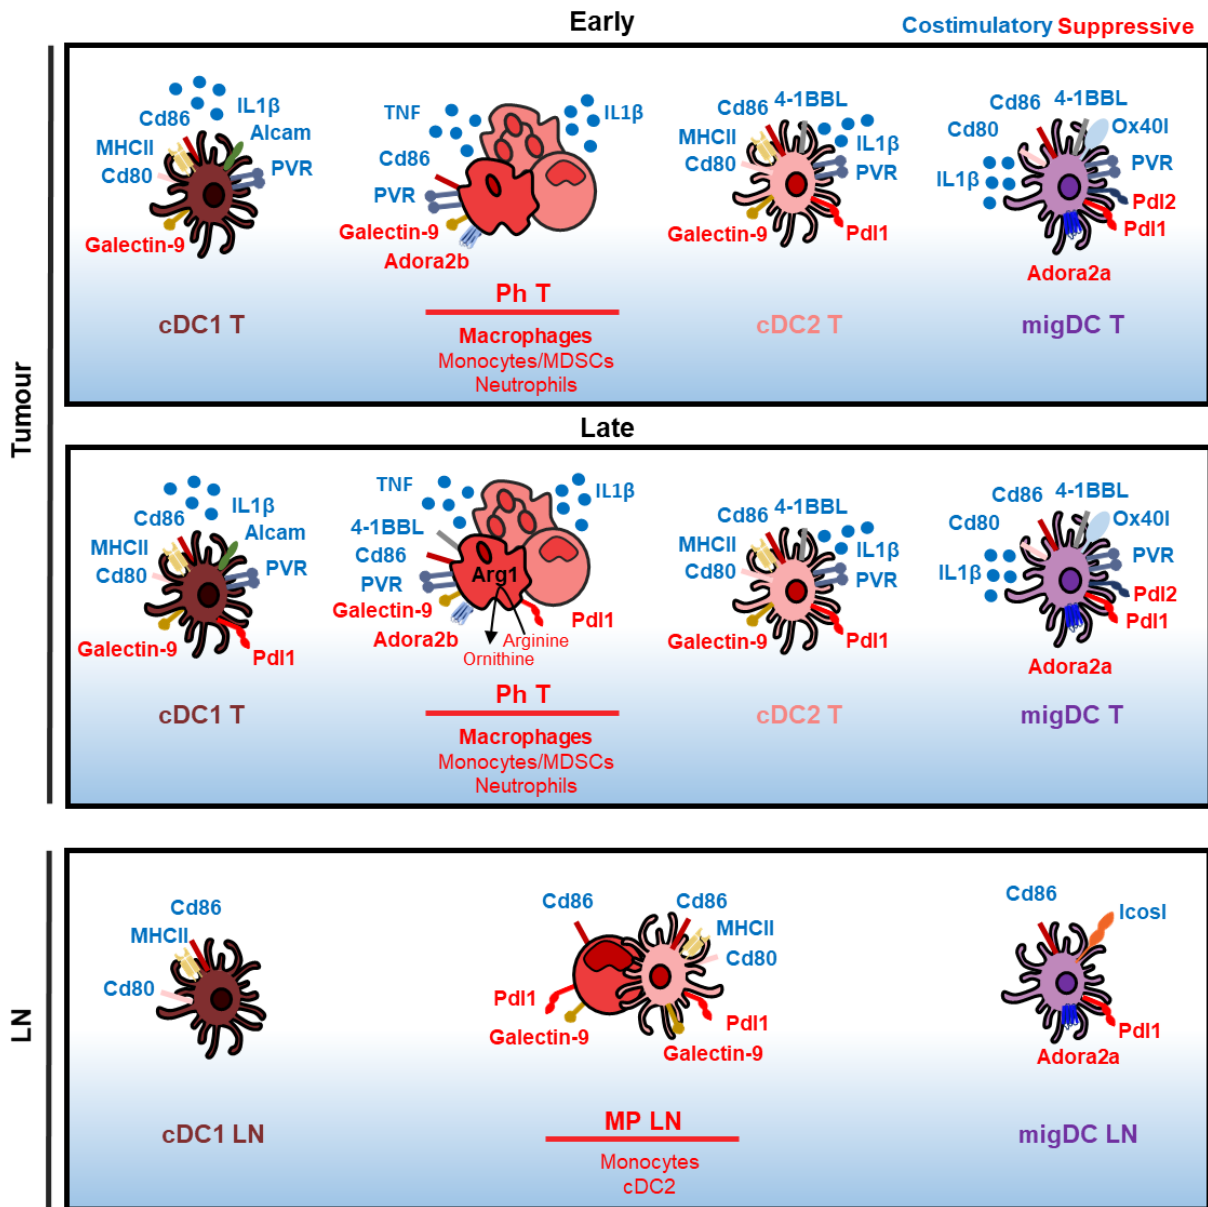 Early
Costimulatory Suppressive
Tumour
IL1β
Cd86
Alcam
MHCII
Cd80
PVR
Galectin-9
cDC1 T
TNF
IL1β
Cd86
PVR
Galectin-9
Adora2b
Ph T
Macrophages
Monocytes/MDSCs
Neutrophils
Cd86
4-1BBL
MHCII
IL1β
Cd80
PVR
Galectin-9
Pdl1
cDC2 T
Cd86
4-1BBL
Cd80
Ox40l
IL1β
PVR
Pdl2
Pdl1
Adora2a
migDC T
Late
IL1β
Cd86
Alcam
MHCII
Cd80
PVR
Galectin-9
Pdl1
cDC1 T
TNF
IL1β
4-1BBL
Cd86
PVR
Arg1
Galectin-9
Pdl1
Adora2b
Arginine
Ornithine
Ph T
Macrophages
Monocytes/MDSCs
Neutrophils
Cd86
4-1BBL
MHCII
IL1β
Cd80
PVR
Galectin-9
Pdl1
cDC2 T
Cd86
4-1BBL
Cd80
Ox40l
IL1β
PVR
Pdl2
Pdl1
Adora2a
migDC T
LN
Cd86
MHCII
Cd80
cDC1 LN
Cd86
Cd86
MHCII
Cd80
Pdl1
Pdl1
Galectin-9
Galectin-9
MP LN
Monocytes
cDC2
Cd86
Icosl
Pdl1
Adora2a
migDC LN